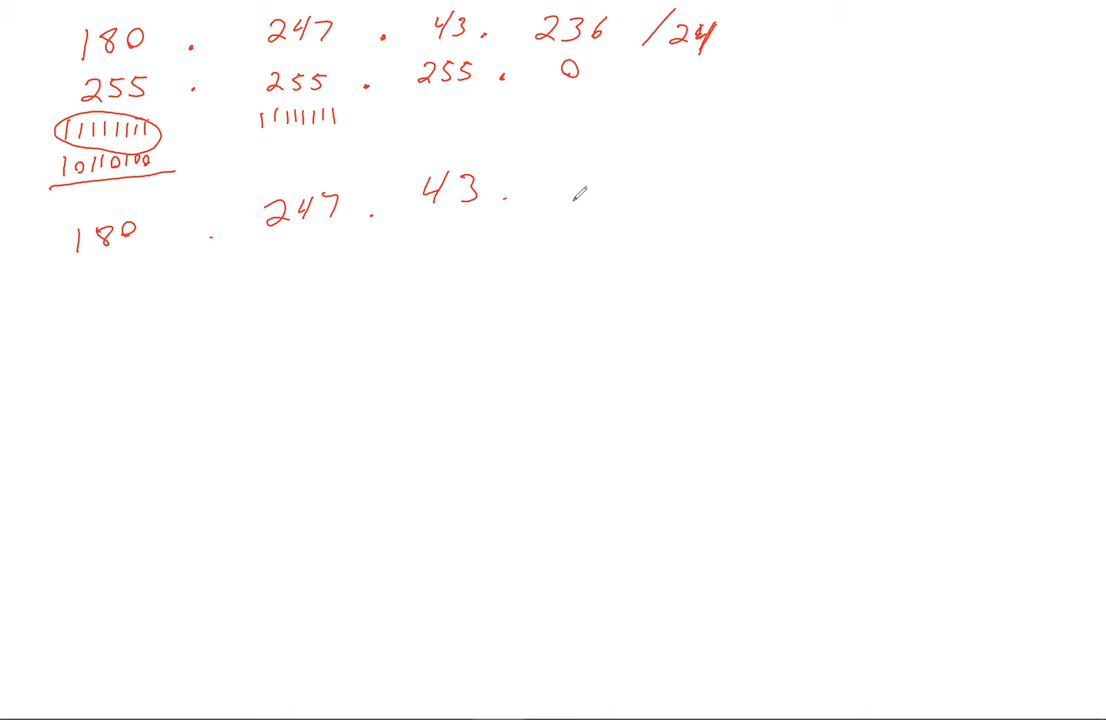 180 . 247 . 43 . 236 /24
255 . 255 . 255 . 0
11111111 11111111
10110100
180 . 247 . 43 .